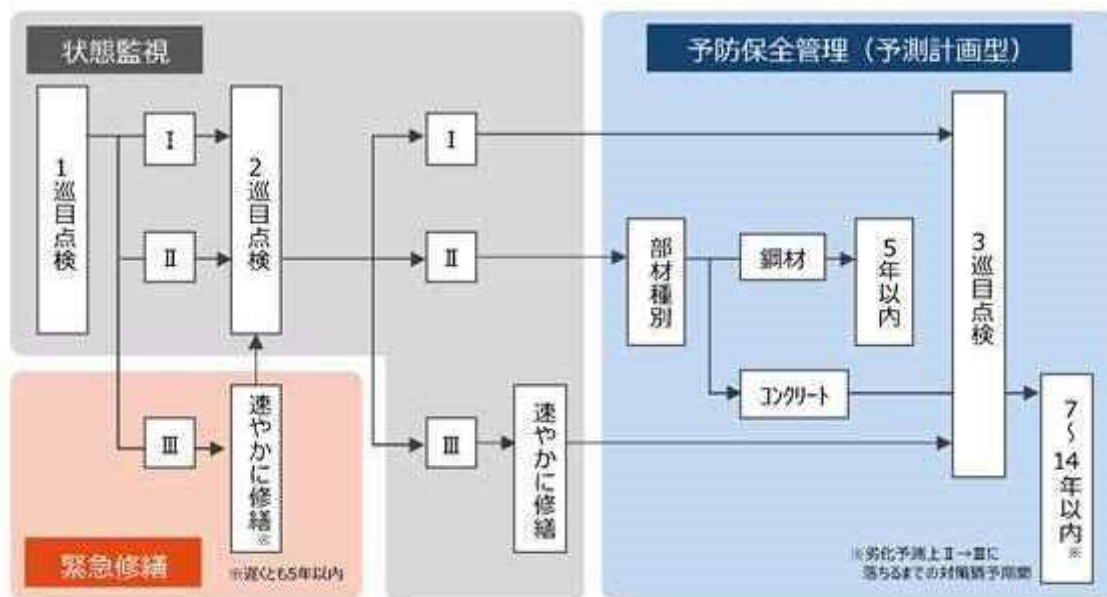 状態監視
予防保全管理（予測計画型）
1巡目点検
Ⅰ
Ⅱ
Ⅲ
2巡目点検
速やかに修繕※
※遅くとも5年以内
緊急修繕
Ⅰ
Ⅱ
Ⅲ
速やかに修繕
部材種別
鋼材
5年以内
コンクリート
3巡目点検
7～14年以内※
※劣化予測上Ⅱ→Ⅲに
落ちるまでの対策猶予期間